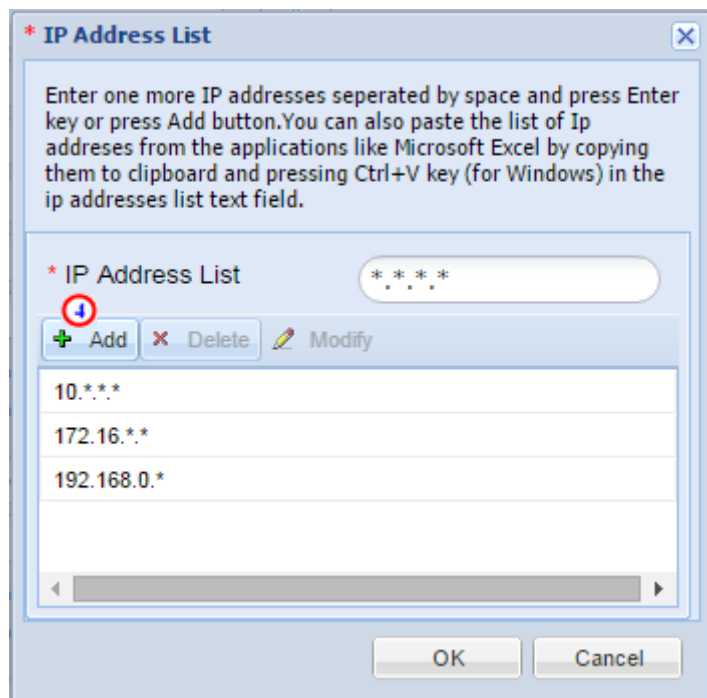 * IP Address List
Enter one more IP addresses seperated by space and press Enter
key or press Add button.You can also paste the list of Ip
addreses from the applications like Microsoft Excel by copying
them to clipboard and pressing Ctrl+V key (for Windows) in the
ip addresses list text field.
* IP Address List *.*.*.*
4
Add Delete Modify
10.*.*.*
172.16.*.*
192.168.0.*
OK Cancel